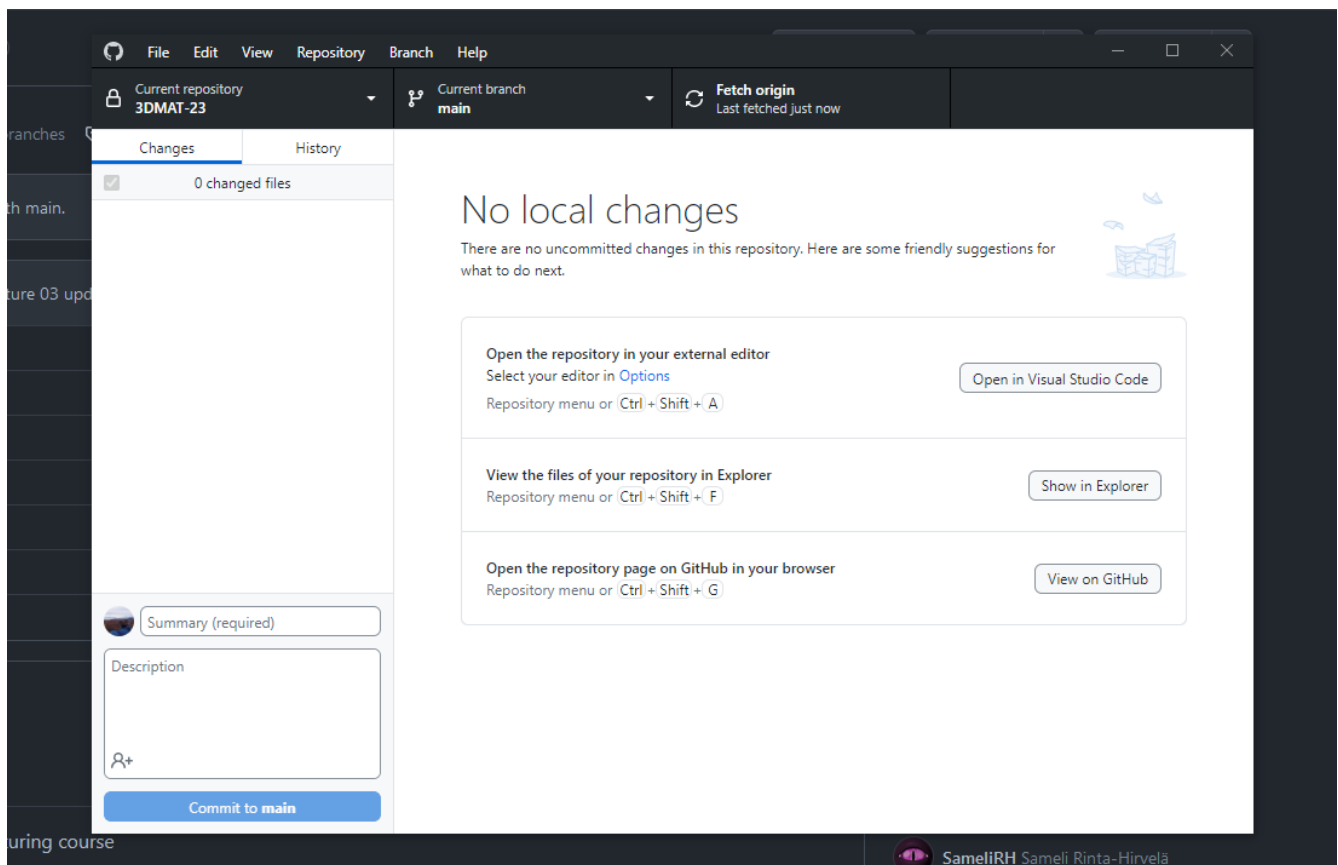 File Edit View Repository Branch Help
Current repository
3DMAT-23
Current branch
main
Fetch origin
Last fetched just now
ranches
th main.
ture 03 upd
Changes History
0 changed files
No local changes
There are no uncommitted changes in this repository. Here are some friendly suggestions for
what to do next.
Open the repository in your external editor
Select your editor in Options
Repository menu or Ctrl + Shift + A
Open in Visual Studio Code
View the files of your repository in Explorer
Repository menu or Ctrl + Shift + F
Show in Explorer
Open the repository page on GitHub in your browser
Repository menu or Ctrl + Shift + G
View on GitHub
Summary (required)
Description
Commit to main
turing course
SameliRH Sameli Rinta-Hirvelä